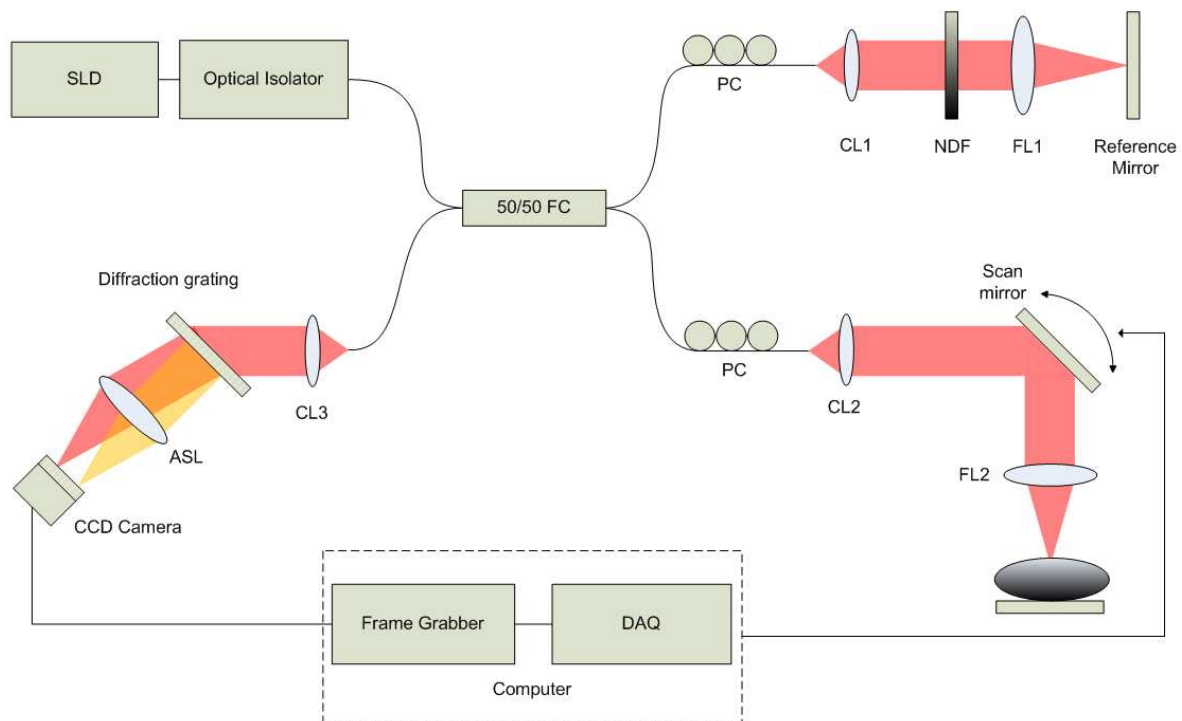 SLD
Optical Isolator
PC
CL1
NDF
FL1
Reference
Mirror
50/50 FC
Diffraction grating
CL3
ASL
CCD Camera
PC
CL2
Scan
mirror
FL2
Frame Grabber
DAQ
Computer